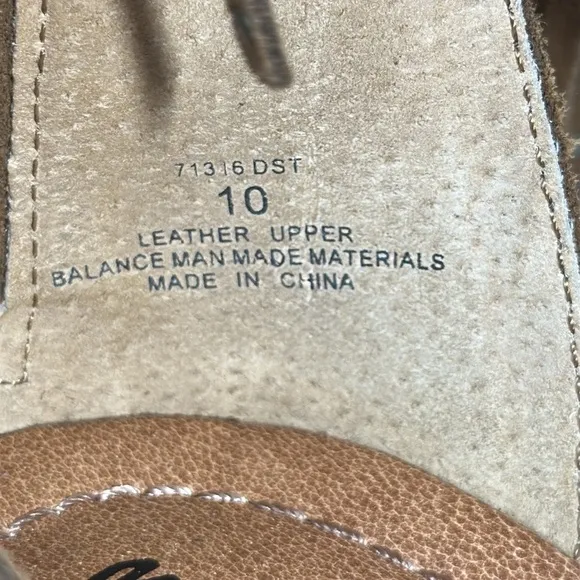 71316 DST
10
LEATHER UPPER
BALANCE MAN MADE MATERIALS
MADE IN CHINA